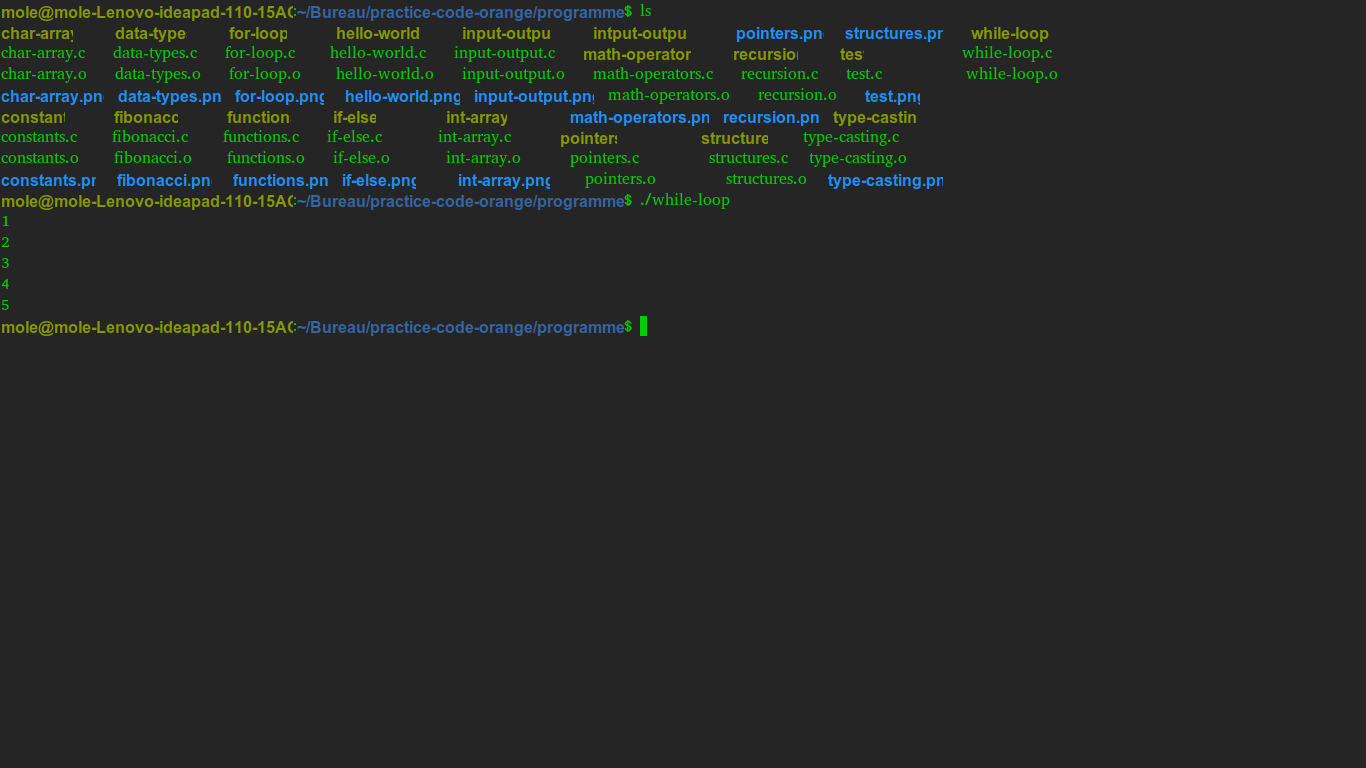 mole@mole-Lenovo-ideapad-110-15AC:~/Bureau/practice-code-orange/programme$ ls
char-array data-type for-loop hello-world input-outpu intput-outpu pointers.pn structures.pr while-loop
char-array.c data-types.c for-loop.c hello-world.c input-output.c math-operator recursio tes while-loop.c
char-array.o data-types.o for-loop.o hello-world.o input-output.o math-operators.c recursion.c test.c while-loop.o
char-array.pn data-types.pn for-loop.png hello-world.png input-output.pn math-operators.o recursion.o test.png
constant fibonacc function if-else int-array math-operators.pn recursion.pn type-castin
constants.c fibonacci.c functions.c if-else.c int-array.c pointers structure type-casting.c
constants.o fibonacci.o functions.o if-else.o int-array.o pointers.c structures.c type-casting.o
constants.pr fibonacci.pn functions.pn if-else.png int-array.png pointers.o structures.o type-casting.pn
mole@mole-Lenovo-ideapad-110-15AC:~/Bureau/practice-code-orange/programme$ ./while-loop
1
2
3
4
5
mole@mole-Lenovo-ideapad-110-15AC:~/Bureau/practice-code-orange/programme$